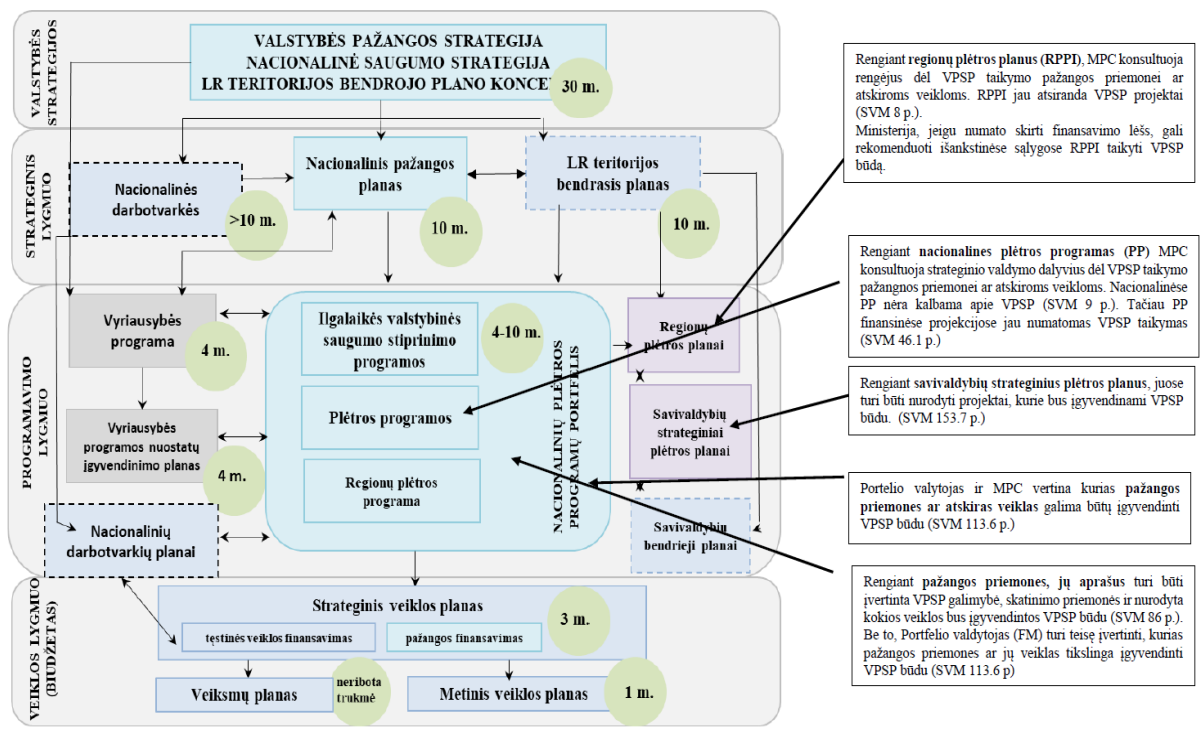 VALSTYBĖS
STRATEGIJOS
VALSTYBĖS PAŽANGOS STRATEGIJA
NACIONALINĖ SAUGUMO STRATEGIJA
LR TERITORIJOS BENDROJO PLANO
30 m.
STRATEGINIS
LYGMUO
Nacionalinės
darbotvarkės
>10 m.
Nacionalinis pažangos
planas
10 m.
LR teritorijos
bendrasis planas
10 m.
PROGRAMAVIMO
LYGMUO
Vyriausybės
programa
4 m.
Vyriausybės
programos nuostatų
įgyvendinimo planas
4 m.
Nacionalinių
darbotvarkių planai
Ilgalaikės valstybinės
saugumo stiprinimo
programos
4-10 m.
Plėtros programos
Regionų plėtros
programa
NACIONALINIŲ PLĖTROS
PROGRAMŲ PORTFELIS
Regionų
plėtros planai
Savivaldybių
strateginiai
plėtros planai
Savivaldybių
bendrieji planai
VEIKLOS LYGMUO
(BIUDŽETAS)
Strateginis veiklos planas
3 m.
tęstinės veiklos finansavimas
pažangos finansavimas
Veiksmų planas
neribota
trukmė
Metinis veiklos planas
1 m.
Rengiant regionų plėtros planus (RPPI), MPC konsultuoja
rengėjus dėl VPSP taikymo pažangos priemonei ar
atskiroms veikloms. RPPI jau atsiranda VPSP projektai
(SVM 8 p.).
Ministerija, jeigu numato skirti finansavimo lėšs, gali
rekomenduoti išankstinėse sąlygose RPPI taikyti VPSP
būdą.
Rengiant nacionalines plėtros programas (PP) MPC
konsultuoja strateginio valdymo dalyvius dėl VPSP taikymo
pažangnos priemonei ar atskiroms veikloms. Nacionalinėse
PP nėra kalbama apie VPSP (SVM 9 p.). Tačiau PP
finansinėse projekcijose jau numatomas VPSP taikymas
(SVM 46.1 p.)
Rengiant savivaldybių strateginius plėtros planus, juose
turi būti nurodyti projektai, kurie bus įgyvendinami VPSP
būdu. (SVM 153.7 p.)
Portelio valytojas ir MPC vertina kurias pažangos
priemones ar atskiras veiklas galima būtų įgyvendinti
VPSP būdu (SVM 113.6 p.)
Rengiant pažangos priemones, jų aprašus turi būti
įvertinta VPSP galimybė, skatinimo priemonės ir nurodyta
kokios veiklos bus įgyvendintos VPSP būdu (SVM 86 p.).
Be to, Portfelio valdytojas (FM) turi teisę įvertinti, kurias
pažangos priemones ar jų veiklas tikslinga įgyvendinti
VPSP būdu (SVM 113.6 p)